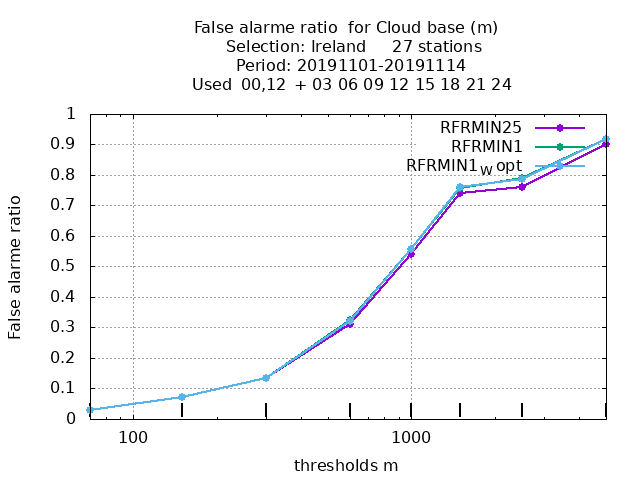 False alarme ratio  for Cloud base (m)
Selection: Ireland     27 stations
Period: 20191101-20191114
Used  00,12  + 03 06 09 12 15 18 21 24
RFRMIN25
RFRMIN1
RFRMIN1W opt
False alarme ratio
1
0.9
0.8
0.7
0.6
0.5
0.4
0.3
0.2
0.1
0
100
1000
thresholds m